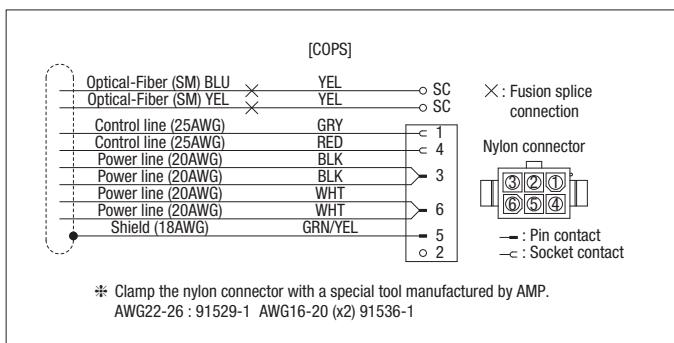 [COPS]
Optical-Fiber (SM) BLU YEL SC
Optical-Fiber (SM) YEL YEL SC
Control line (25AWG) GRY 1
Control line (25AWG) RED 4
Power line (20AWG) BLK
Power line (20AWG) BLK 3
Power line (20AWG) WHT
Power line (20AWG) WHT 6
Shield (18AWG) GRN/YEL 5
2
: Fusion splice
connection
Nylon connector
③②①
⑥⑤④
: Pin contact
: Socket contact
❉ Clamp the nylon connector with a special tool manufactured by AMP.
AWG22-26 : 91529-1 AWG16-20 (x2) 91536-1